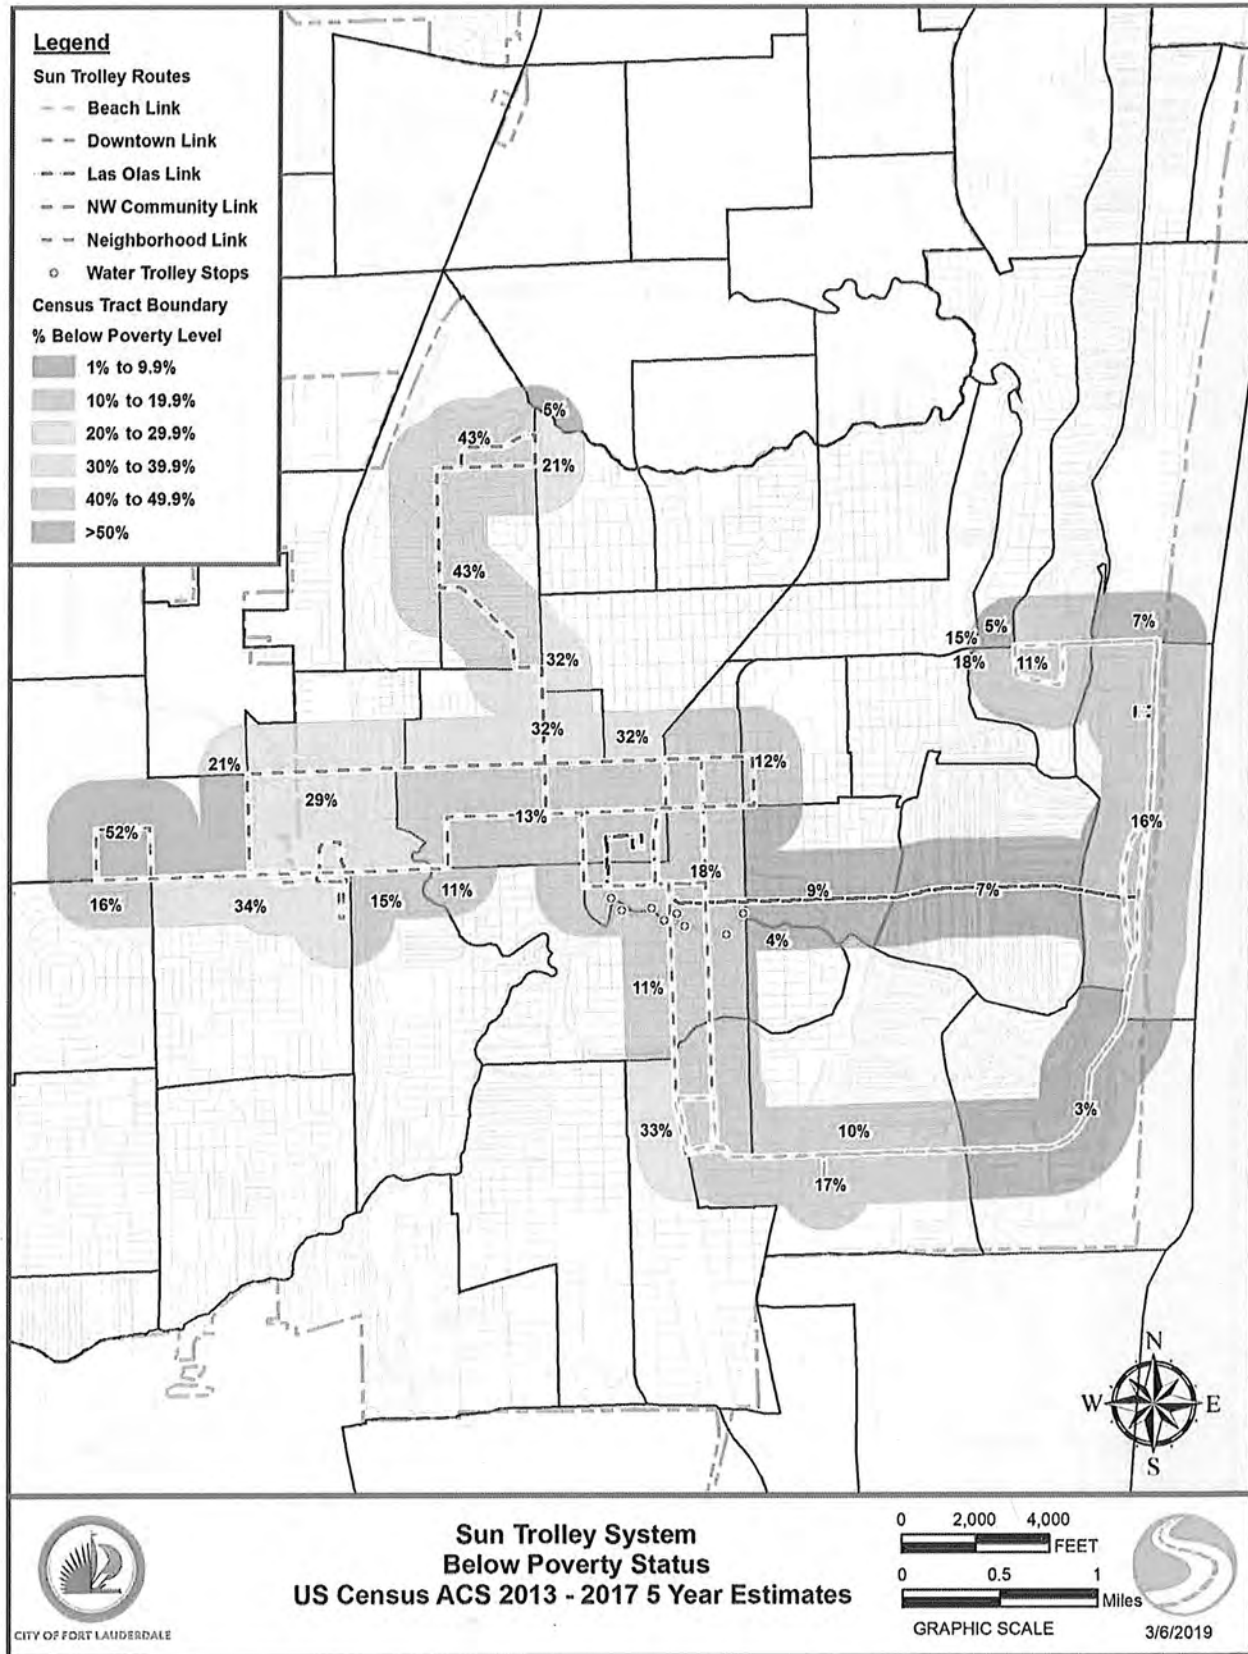 Legend
Sun Trolley Routes
Beach Link
Downtown Link
Las Olas Link
NW Community Link
Neighborhood Link
Water Trolley Stops
Census Tract Boundary
% Below Poverty Level
1% to 9.9%
10% to 19.9%
20% to 29.9%
30% to 39.9%
40% to 49.9%
>50%
5%
43%
21%
43%
5%
7%
15%
32%
18%
11%
32%
32%
21%
12%
29%
13%
16%
52%
18%
9%
7%
16%
34%
15%
11%
4%
11%
3%
33%
10%
17%
N
W
E
S
Sun Trolley System
Below Poverty Status
US Census ACS 2013 - 2017 5 Year Estimates
CITY OF FORT LAUDERDALE
0 2,000 4,000
FEET
0 0.5 1
Miles
GRAPHIC SCALE
3/6/2019